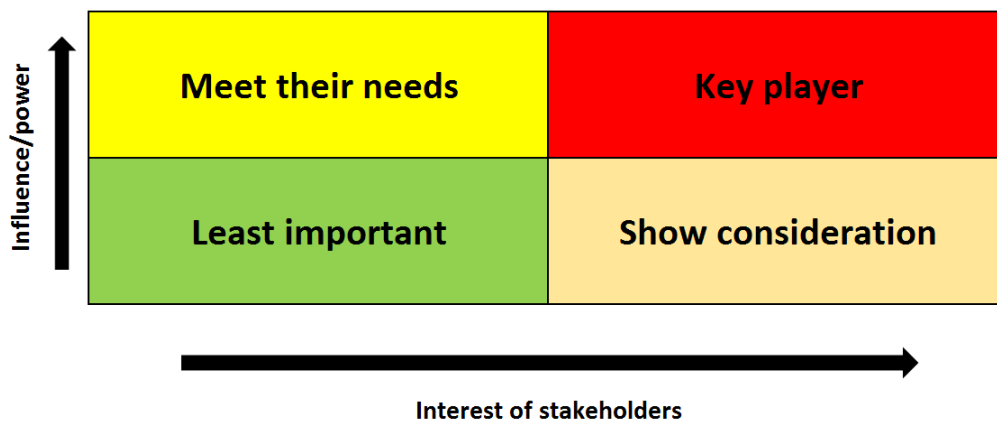 Influence/power
Meet their needs
Key player
Least important
Show consideration
Interest of stakeholders